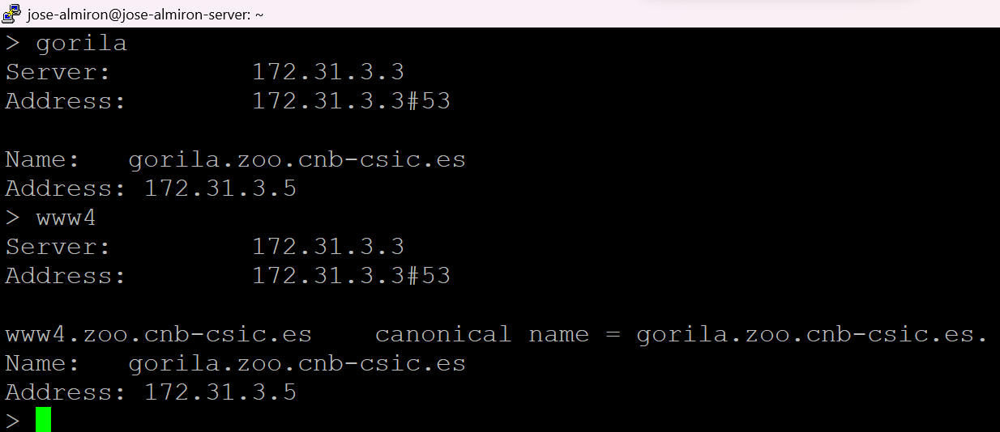 jose-almiron@jose-almiron-server: ~
> gorila
Server:         172.31.3.3
Address:        172.31.3.3#53
Name:   gorila.zoo.cnb-csic.es
Address: 172.31.3.5
> www4
Server:         172.31.3.3
Address:        172.31.3.3#53
www4.zoo.cnb-csic.es    canonical name = gorila.zoo.cnb-csic.es.
Name:   gorila.zoo.cnb-csic.es
Address: 172.31.3.5
>